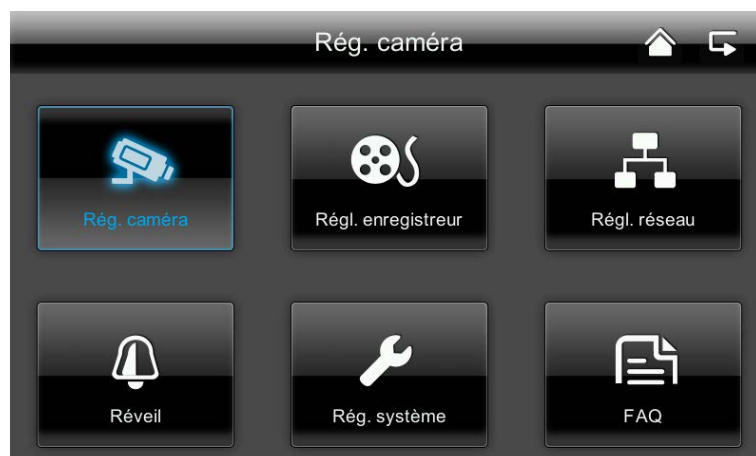 Rég. caméra
Rég. caméra
Régl. enregistreur
Régl. réseau
Réveil
Rég. système
FAQ